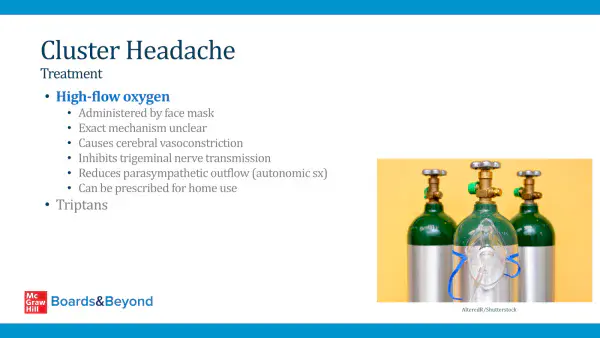 Cluster Headache
Treatment
• High-flow oxygen
• Administered by face mask
• Exact mechanism unclear
• Causes cerebral vasoconstriction
• Inhibits trigeminal nerve transmission
• Reduces parasympathetic outflow (autonomic sx)
• Can be prescribed for home use
• Triptans
Mc
Graw
Hill
Boards&Beyond
AlteredR/Shutterstock